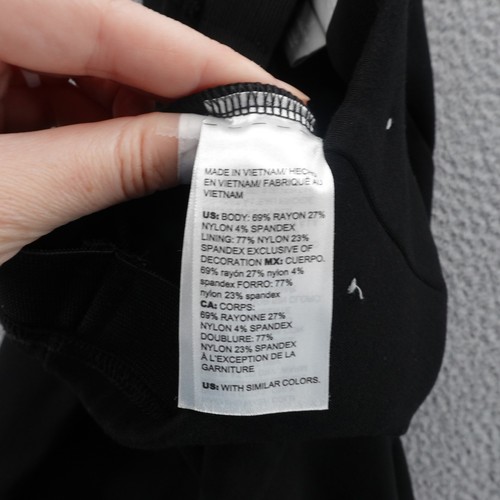 MADE IN VIETNAM/ HECHO
EN VIETNAM/ FABRIQUÉ AU
VIETNAM
US: BODY: 69% RAYON 27%
NYLON 4% SPANDEX
LINING: 77% NYLON 23%
SPANDEX EXCLUSIVE OF
DECORATION MX: CUERPO.
69% rayón 27% nylon 4%
spandex FORRO: 77%
nylon 23% spandex
CA: CORPS:
69% RAYONNE 27%
NYLON 4% SPANDEX
DOUBLURE: 77%
NYLON 23% SPANDEX
À L'EXCEPTION DE LA
GARNITURE
US: WITH SIMILAR COLORS.